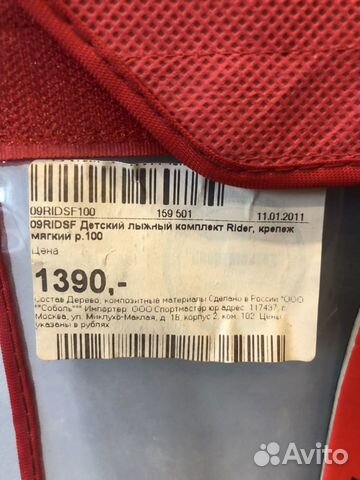 09RIDSF100 159 501 11.01.2011
09RIDSF Детский лыжный комплект Rider, крепеж
мягкий р.100
Цена
1390,-
Состав Дерево, композитные материалы Сделано в России "ООО
"Соболь"" Импортер ООО Спортмастер юр адрес 117437, г.
Москва, ул. Миклухо-Маклая, д. 18, корпус 2, ком. 102 Цены
указаны в рублях
Avito